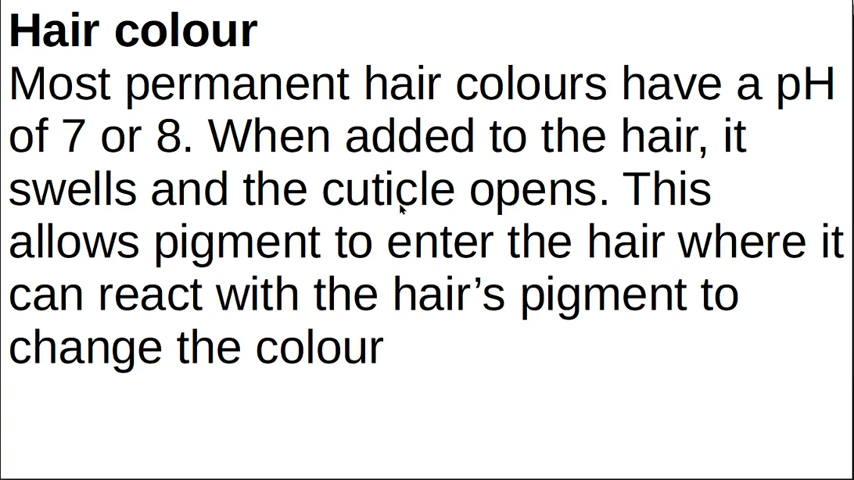 Hair colour
Most permanent hair colours have a pH
of 7 or 8. When added to the hair, it
swells and the cuticle opens. This
allows pigment to enter the hair where it
can react with the hair’s pigment to
change the colour